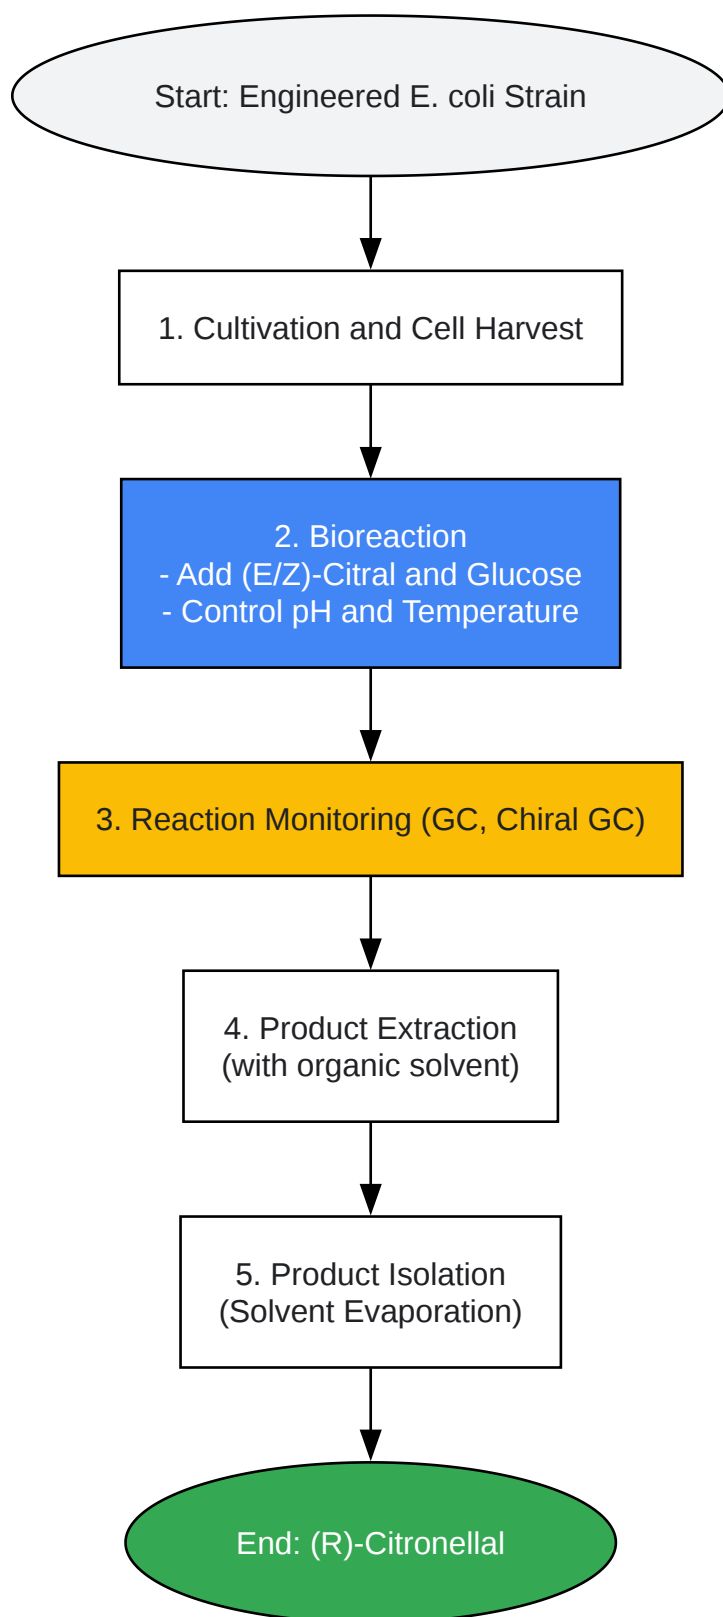 Start: Engineered E. coli Strain
1. Cultivation and Cell Harvest
2. Bioreaction
- Add (E/Z)-Citral and Glucose
- Control pH and Temperature
3. Reaction Monitoring (GC, Chiral GC)
4. Product Extraction
(with organic solvent)
5. Product Isolation
(Solvent Evaporation)
End: (R)-Citronellal